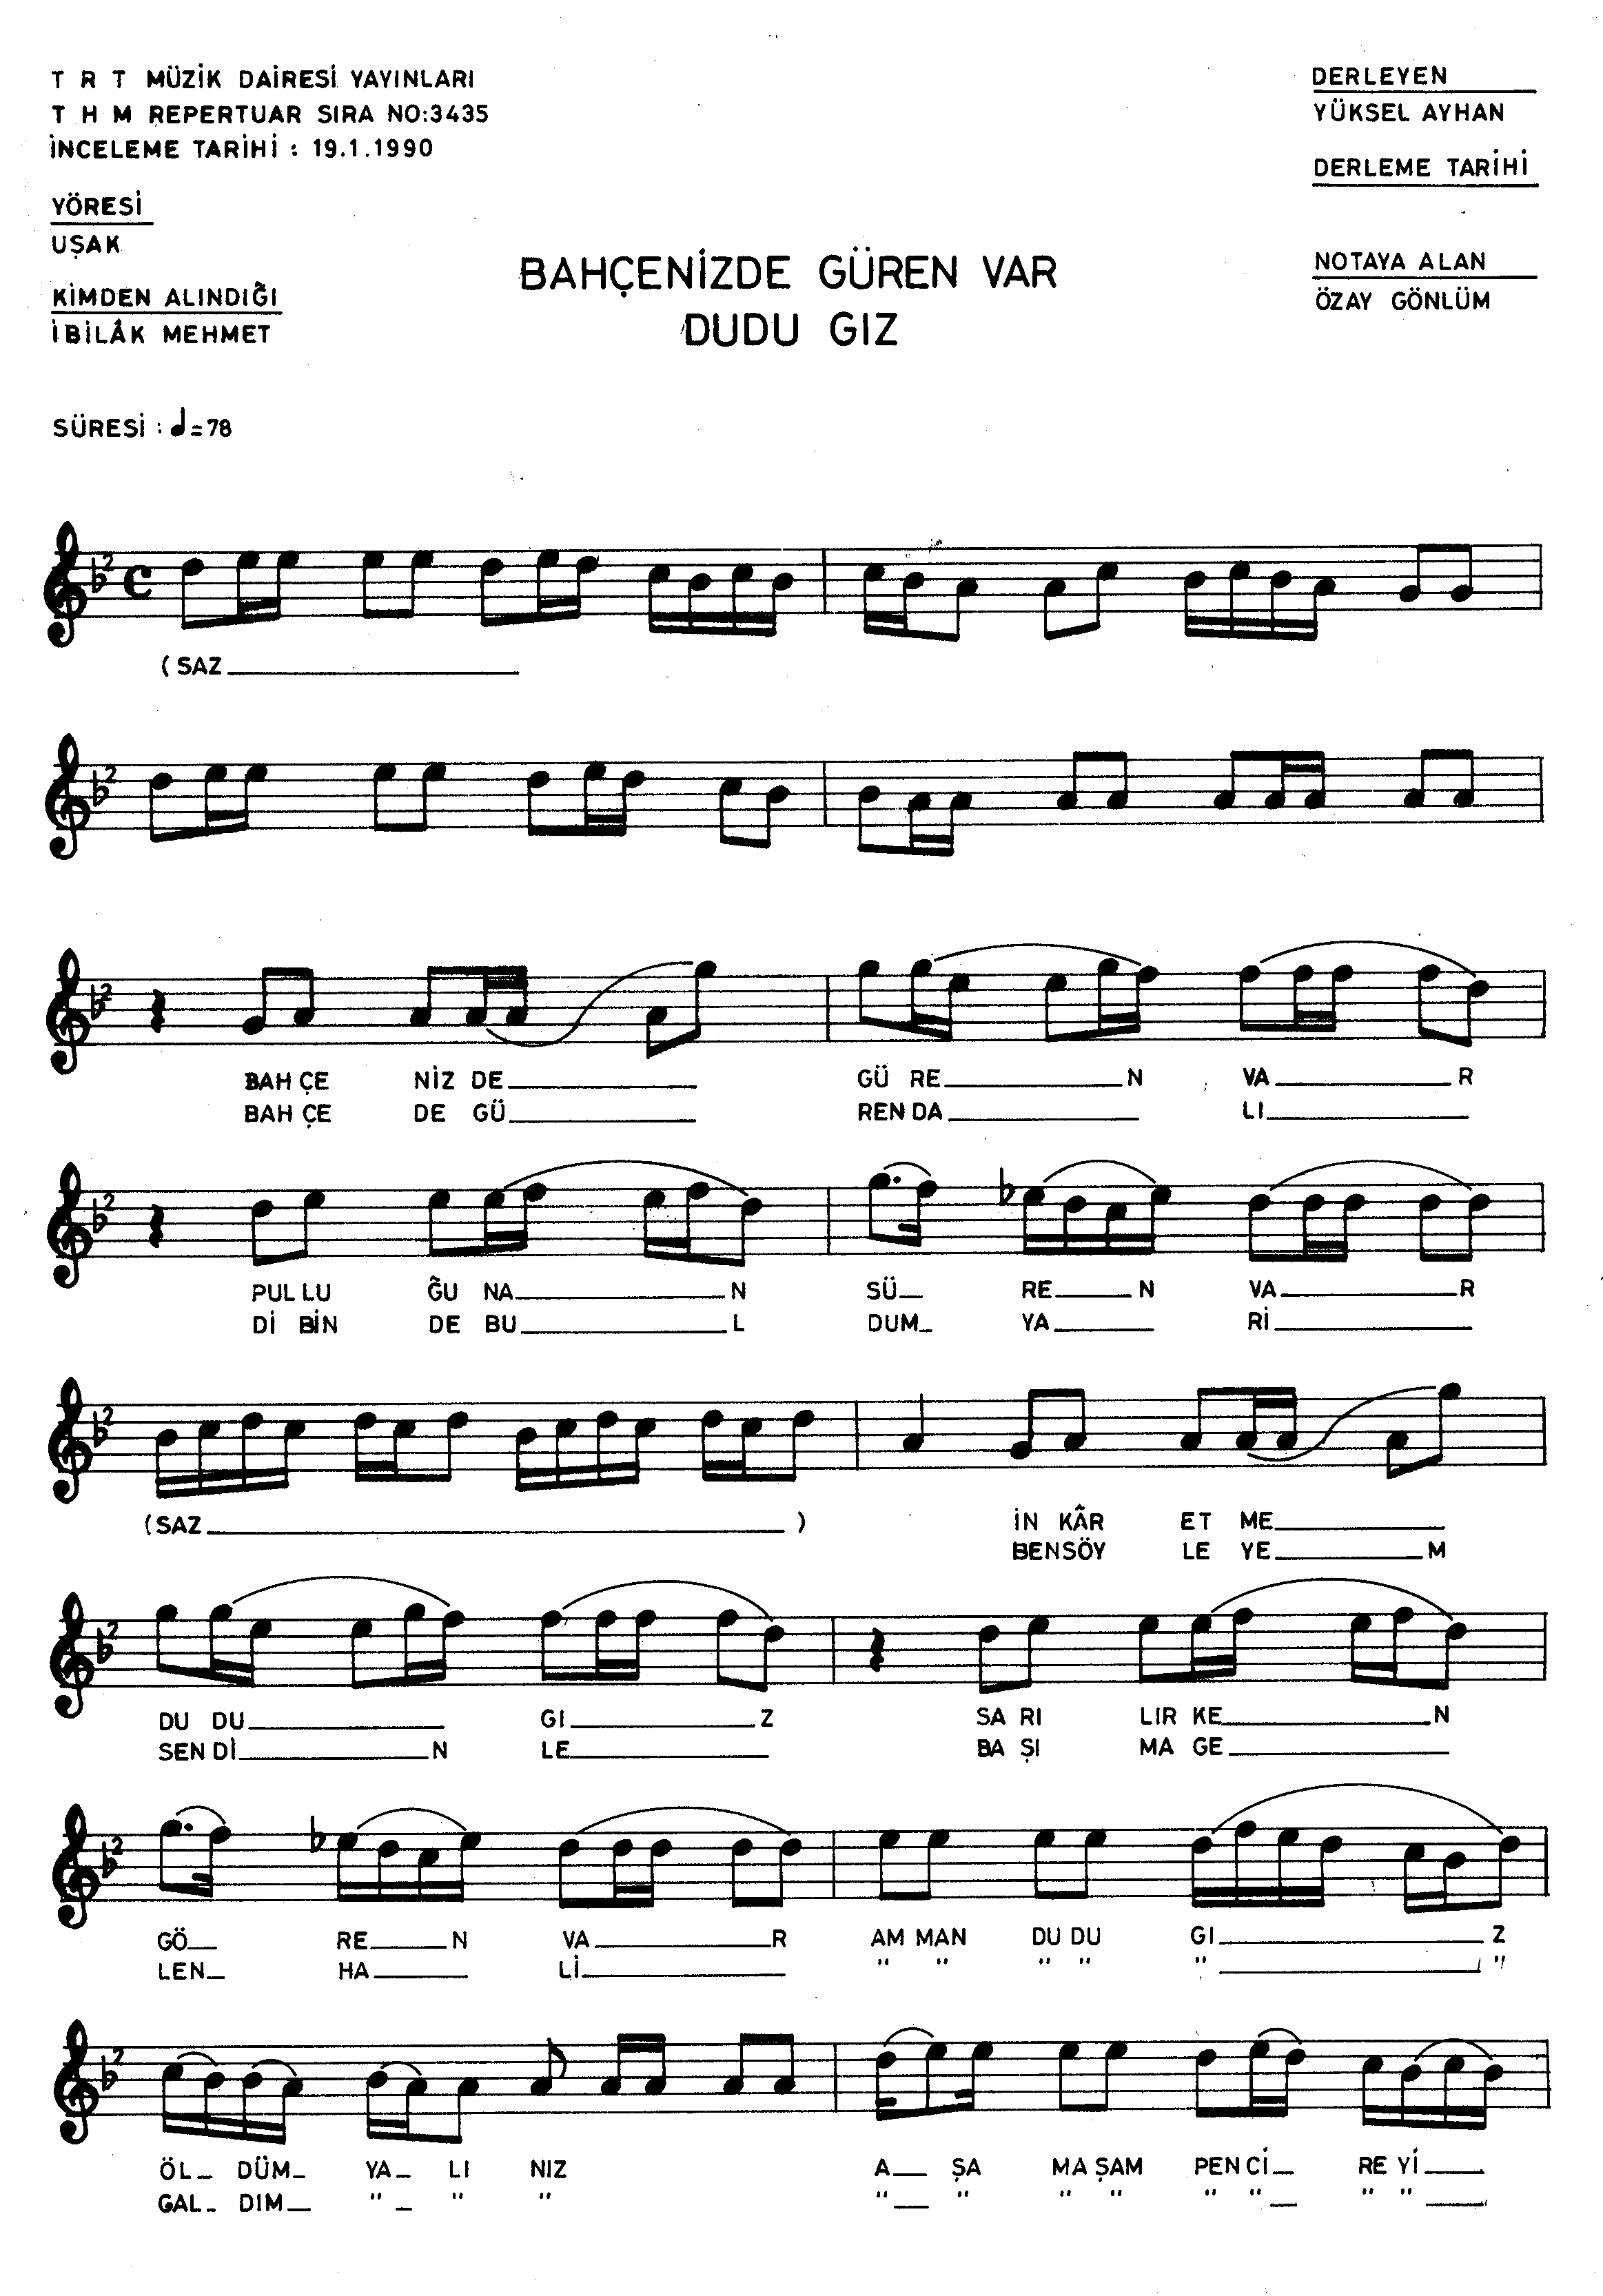 T R T MÜZİK DAİRESİ YAYINLARI
T H M REPERTUAR SIRA NO:3435
İNCELEME TARİHİ : 19.1.1990
YÖRESİ
UŞAK
KİMDEN ALINDIĞI
İBİLÂK MEHMET
DERLEYEN
YÜKSEL AYHAN
DERLEME TARİHİ
NOTAYA ALAN
ÖZAY GÖNLÜM
BAHÇENİZDE GÜREN VAR
DUDU GIZ
SÜRESİ : ♩=78
(SAZ
BAH ÇE NİZ DE GÜ RE N VA R
BAH ÇE DE GÜ REN DA LI
PUL LU ĞU NA N SÜ RE N VA R
Dİ BİN DE BU L DUM YA Rİ
(SAZ ) İN KÂR ET ME
BEN SÖY LE YE M
DU DU GI Z SA RI LIR KE N
SEN Dİ N LE BA ŞI MA GE
GÖ RE N VA R AM MAN DU DU GI Z
LEN HA Lİ " " " " " "
ÖL DÜM YA LI NIZ A ŞA MA ŞAM PEN Cİ RE Yİ
GAL DIM " " " " " " " " " " "